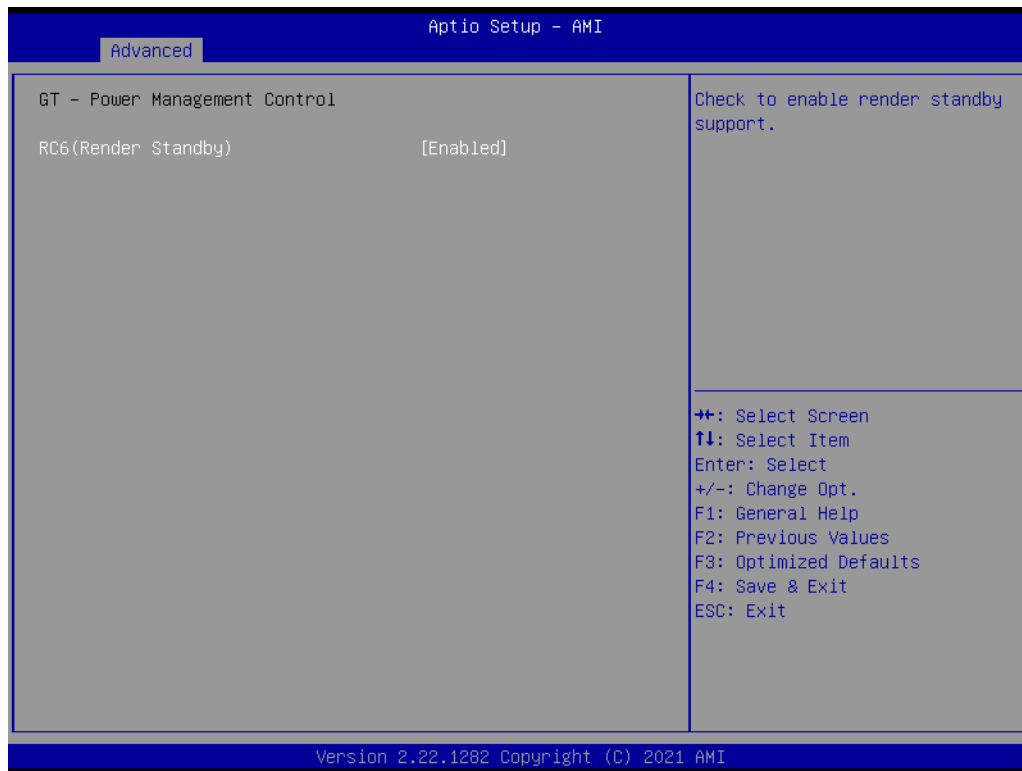 Aptio Setup – AMI
Advanced
GT – Power Management Control
RC6(Render Standby) [Enabled]
Check to enable render standby
support.
→←: Select Screen
↑↓: Select Item
Enter: Select
+/-: Change Opt.
F1: General Help
F2: Previous Values
F3: Optimized Defaults
F4: Save & Exit
ESC: Exit
Version 2.22.1282 Copyright (C) 2021 AMI